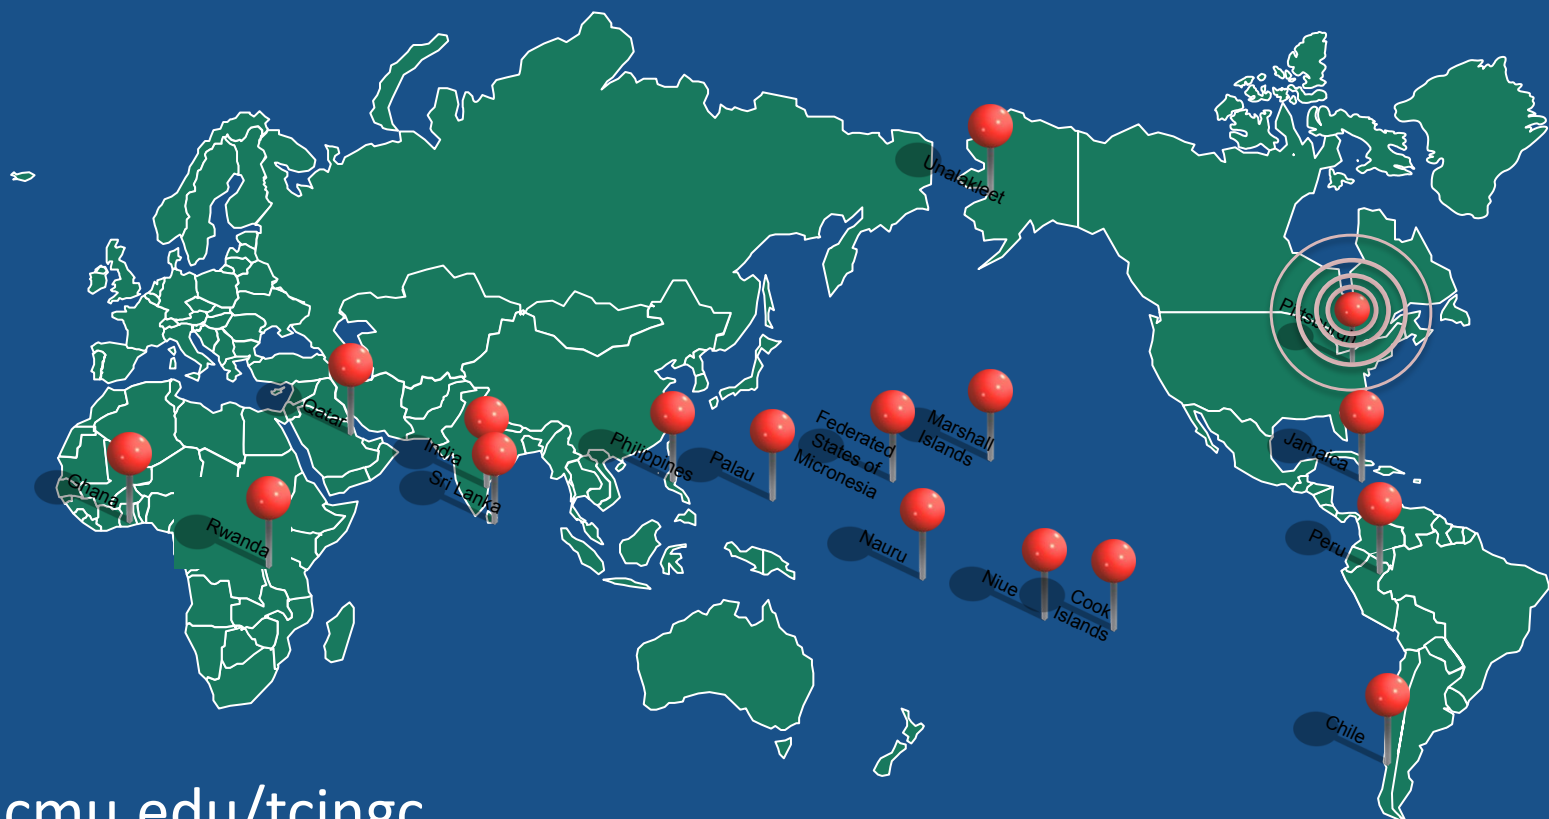 Unalakleet
Pittsburgh
Qatar
India
Sri Lanka
Ghana
Rwanda
Philippines
Palau
Federated
States of
Micronesia
Marshall
Islands
Nauru
Niue
Cook
Islands
Jamaica
Peru
Chile
cmu.edu/tcingc